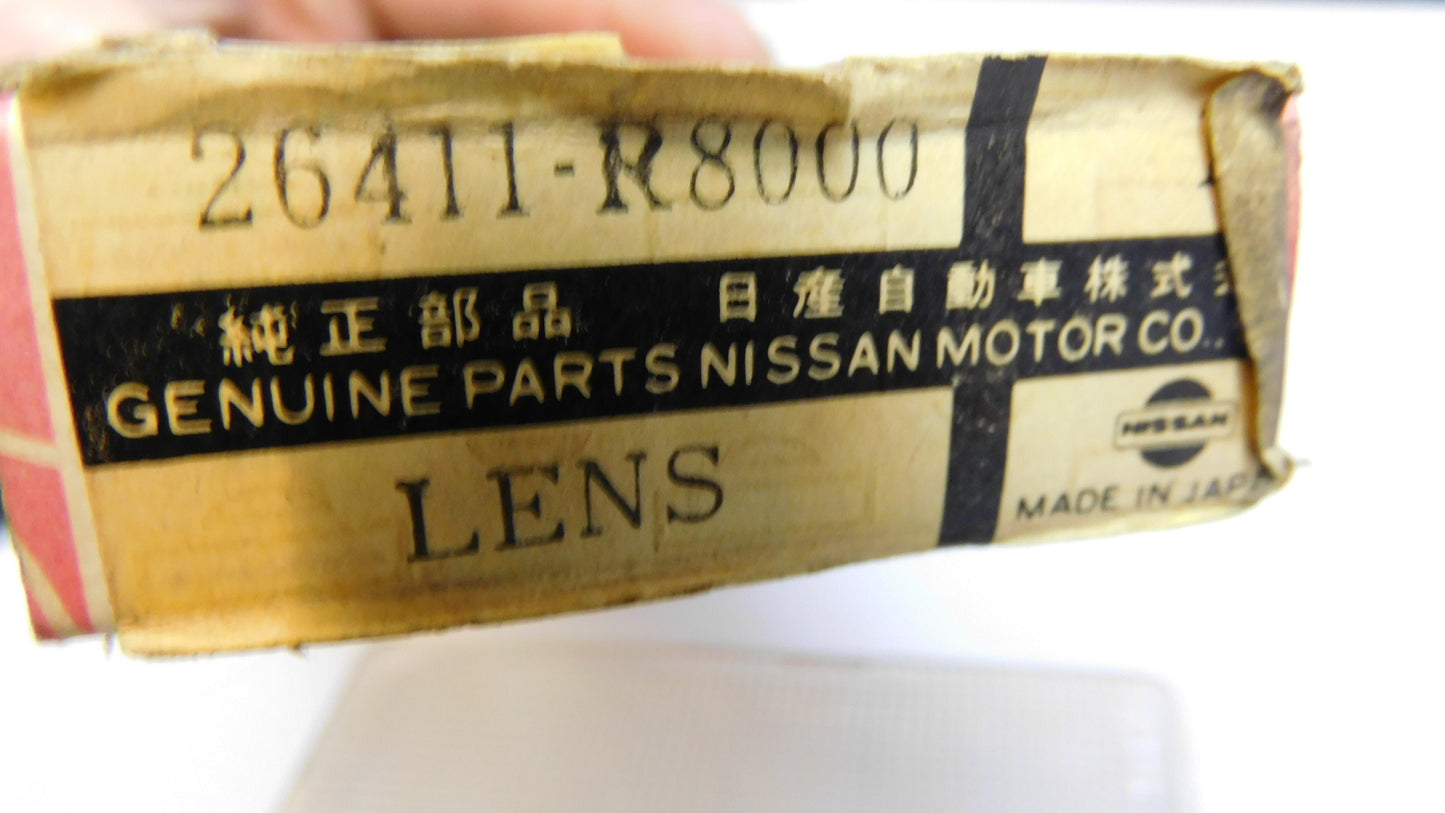 26411-R8000
純正部品 日産自動車株式
GENUINE PARTS NISSAN MOTOR CO.,
LENS
NISSAN
MADE IN JAP